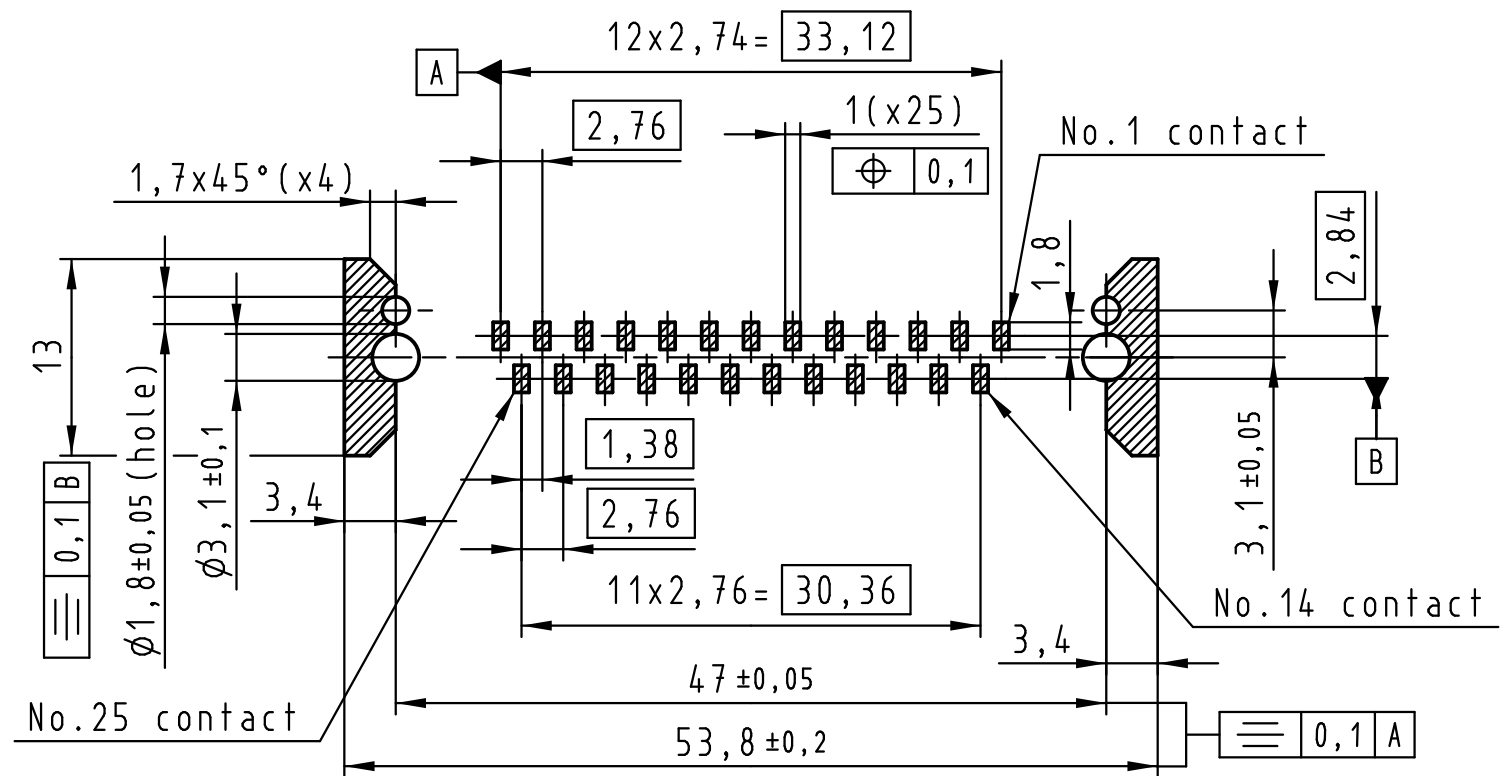 12x2,74= 33,12
A
2,76
1(x25)
No.1 contact
⌖ 0,1
1,7x45°(x4)
2,84
1,8
13
Ø1,8±0,05(hole)
Ø3,1±0,1
⌯ 0,1 B
3,4
1,38
2,76
3,1±0,05
B
11x2,76= 30,36
No.14 contact
3,4
47±0,05
No.25 contact
53,8±0,2
⌯ 0,1 A